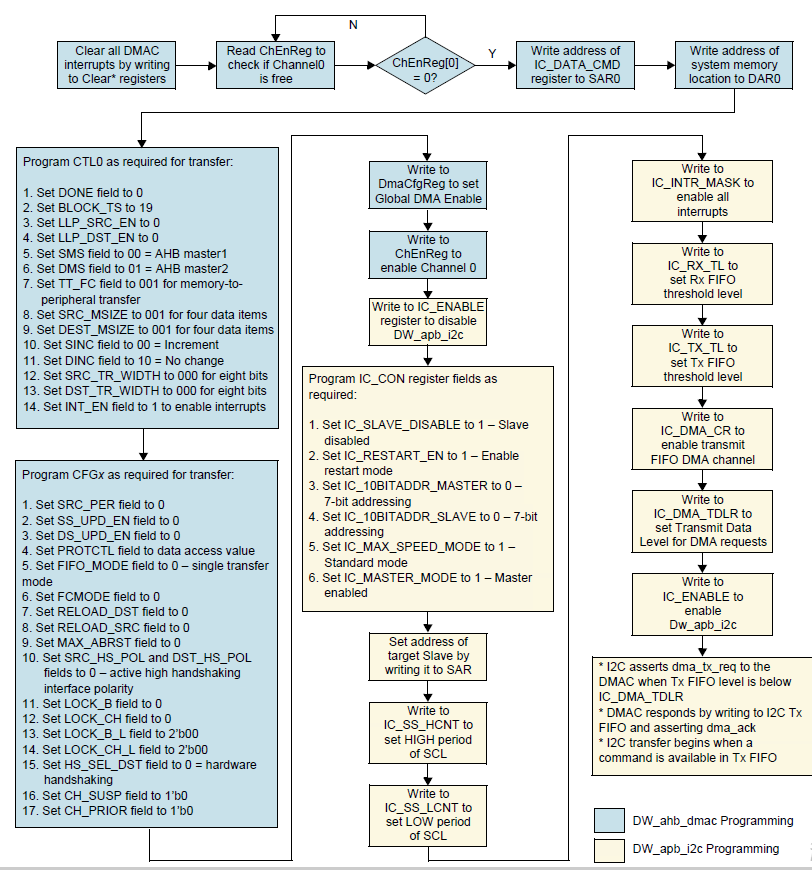 N
Clear all DMAC
interrupts by writing
to Clear* registers
Read ChEnReg to
check if Channel0
is free
ChEnReg[0]
= 0?
Y
Write address of
IC_DATA_CMD
register to SAR0
Write address of
system memory
location to DAR0
Program CTL0 as required for transfer:
1. Set DONE field to 0
2. Set BLOCK_TS to 19
3. Set LLP_SRC_EN to 0
4. Set LLP_DST_EN to 0
5. Set SMS field to 00 = AHB master1
6. Set DMS field to 01 = AHB master2
7. Set TT_FC field to 001 for memory-to-
peripheral transfer
8. Set SRC_MSIZE to 001 for four data items
9. Set DEST_MSIZE to 001 for four data items
10. Set SINC field to 00 = Increment
11. Set DINC field to 10 = No change
12. Set SRC_TR_WIDTH to 000 for eight bits
13. Set DST_TR_WIDTH to 000 for eight bits
14. Set INT_EN field to 1 to enable interrupts
Program CFGx as required for transfer:
1. Set SRC_PER field to 0
2. Set SS_UPD_EN field to 0
3. Set DS_UPD_EN field to 0
4. Set PROTCTL field to data access value
5. Set FIFO_MODE field to 0 – single transfer
mode
6. Set FCMODE field to 0
7. Set RELOAD_DST field to 0
8. Set RELOAD_SRC field to 0
9. Set MAX_ABRST field to 0
10. Set SRC_HS_POL and DST_HS_POL
fields to 0 – active high handshaking
interface polarity
11. Set LOCK_B field to 0
12. Set LOCK_CH field to 0
13. Set LOCK_B_L field to 2'b00
14. Set LOCK_CH_L field to 2'b00
15. Set HS_SEL_DST field to 0 = hardware
handshaking
16. Set CH_SUSP field to 1'b0
17. Set CH_PRIOR field to 1'b0
Write to
DmaCfgReg to set
Global DMA Enable
Write to
ChEnReg to
enable Channel 0
Write to IC_ENABLE
register to disable
DW_apb_i2c
Program IC_CON register fields as
required:
1. Set IC_SLAVE_DISABLE to 1 – Slave
disabled
2. Set IC_RESTART_EN to 1 – Enable
restart mode
3. Set IC_10BITADDR_MASTER to 0 –
7-bit addressing
4. Set IC_10BITADDR_SLAVE to 0 – 7-bit
addressing
5. Set IC_MAX_SPEED_MODE to 1 –
Standard mode
6. Set IC_MASTER_MODE to 1 – Master
enabled
Set address of
target Slave by
writing it to SAR
Write to
IC_SS_HCNT to
set HIGH period
of SCL
Write to
IC_SS_LCNT to
set LOW period
of SCL
Write to
IC_INTR_MASK to
enable all
interrupts
Write to
IC_RX_TL to
set Rx FIFO
threshold level
Write to
IC_TX_TL to
set Tx FIFO
threshold level
Write to
IC_DMA_CR to
enable transmit
FIFO DMA channel
Write to
IC_DMA_TDLR to
set Transmit Data
Level for DMA requests
Write to
IC_ENABLE to
enable
Dw_apb_i2c
* I2C asserts dma_tx_req to the
DMAC when Tx FIFO level is below
IC_DMA_TDLR
* DMAC responds by writing to I2C Tx
FIFO and asserting dma_ack
* I2C transfer begins when a
command is available in Tx FIFO
DW_ahb_dmac Programming
DW_apb_i2c Programming